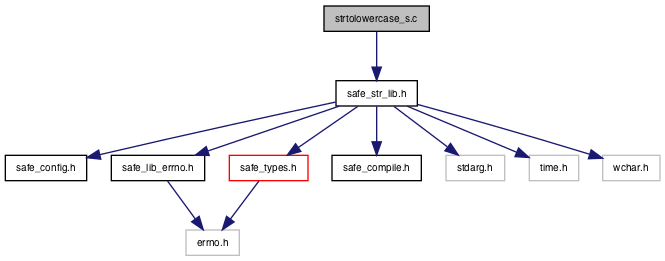 strtolowercase_s.c
safe_str_lib.h
safe_config.h
safe_lib_errno.h
safe_types.h
safe_compile.h
stdarg.h
time.h
wchar.h
errno.h